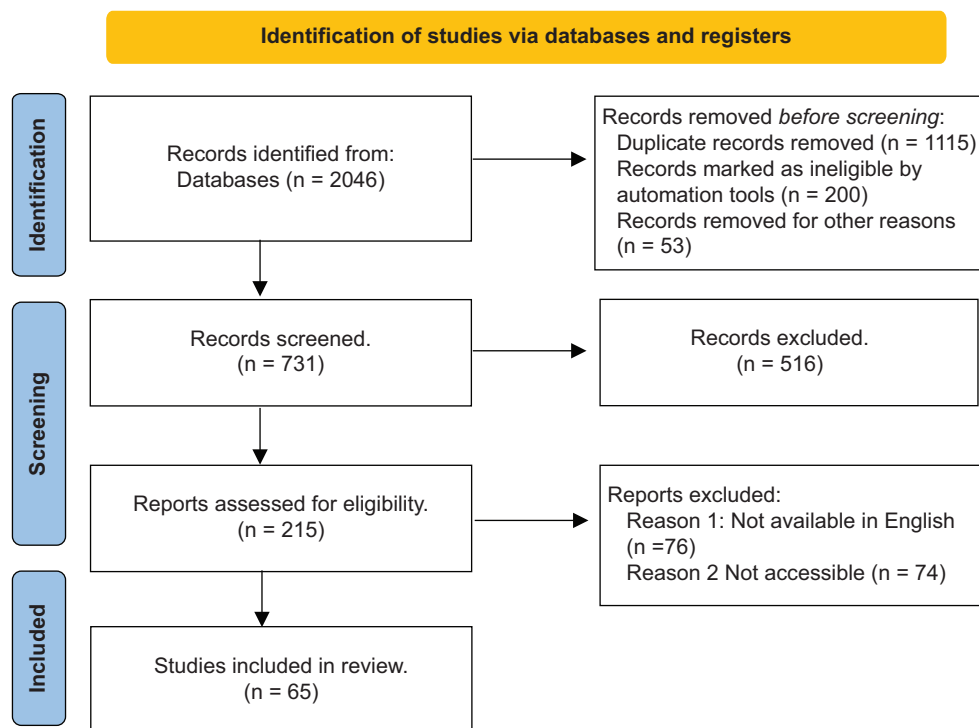 Identification of studies via databases and registers
Identification
Records identified from:
Databases (n = 2046)
Records removed before screening:
Duplicate records removed (n = 1115)
Records marked as ineligible by
automation tools (n = 200)
Records removed for other reasons
(n = 53)
Screening
Records screened.
(n = 731)
Records excluded.
(n = 516)
Reports assessed for eligibility.
(n = 215)
Reports excluded:
Reason 1: Not available in English
(n =76)
Reason 2 Not accessible (n = 74)
Included
Studies included in review.
(n = 65)